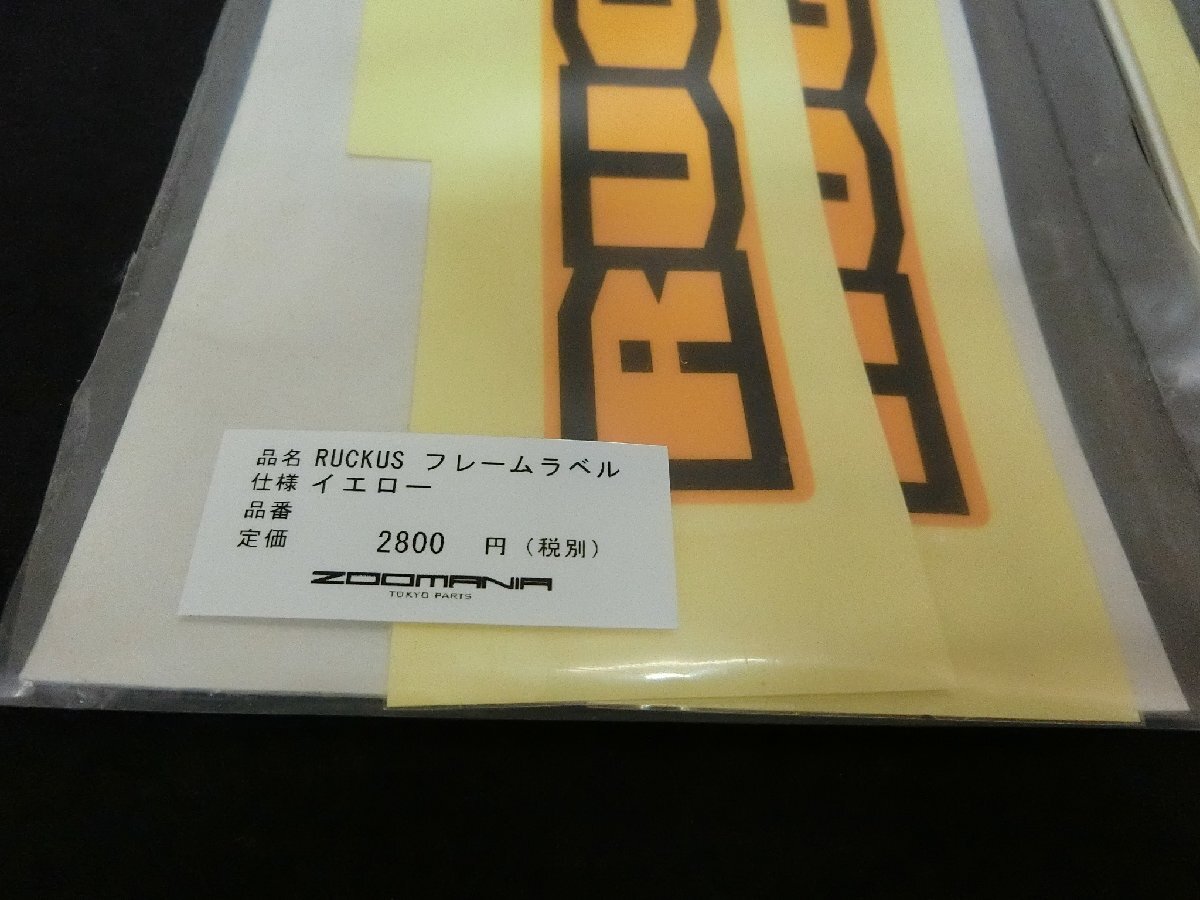 品名 RUCKUS フレームラベル
仕様 イエロー
品番
定価 2800 円（税別）
ZOOMANIA
TOKYO PARTS
RUC